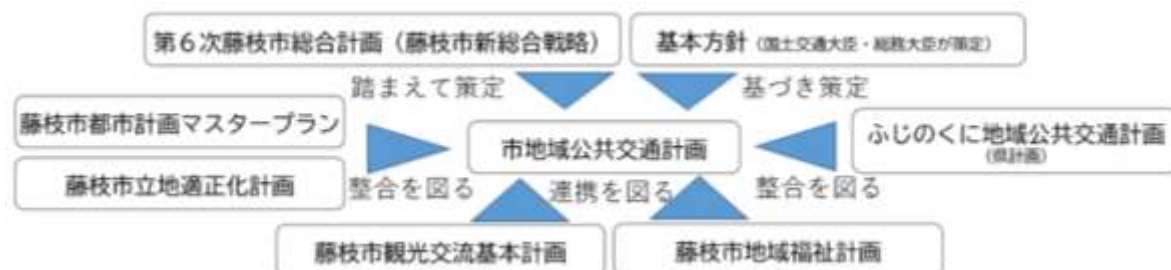 第6次藤枝市総合計画（藤枝市新総合戦略）
基本方針（国土交通大臣・総務大臣が策定）
踏まえて策定
基づき策定
藤枝市都市計画マスタープラン
市地域公共交通計画
ふじのくに地域公共交通計画
（県計画）
藤枝市立地適正化計画
整合を図る
連携を図る
整合を図る
藤枝市観光交流基本計画
藤枝市地域福祉計画